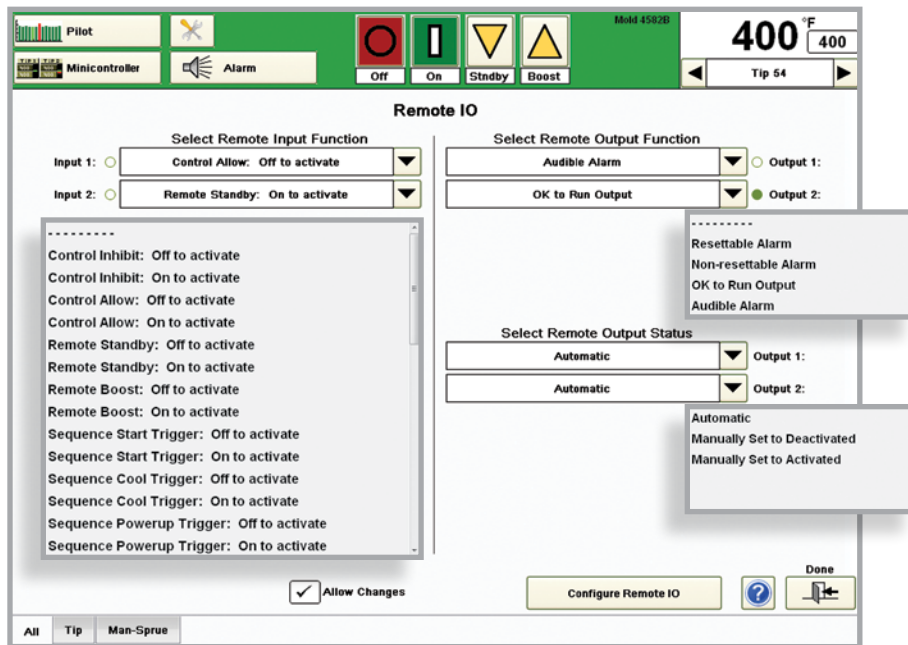 Pilot
Mold 4582B
400 °F
400
Minicontroller
Alarm
Off
On
Stndby
Boost
Tip 54
Remote IO
Select Remote Input Function
Select Remote Output Function
Input 1:
Control Allow: Off to activate
Audible Alarm
Output 1:
Input 2:
Remote Standby: On to activate
OK to Run Output
Output 2:
---------
Control Inhibit: Off to activate
Control Inhibit: On to activate
Control Allow: Off to activate
Control Allow: On to activate
Remote Standby: Off to activate
Remote Standby: On to activate
Remote Boost: Off to activate
Remote Boost: On to activate
Sequence Start Trigger: Off to activate
Sequence Start Trigger: On to activate
Sequence Cool Trigger: Off to activate
Sequence Cool Trigger: On to activate
Sequence Powerup Trigger: Off to activate
Sequence Powerup Trigger: On to activate
---------
Resettable Alarm
Non-resettable Alarm
OK to Run Output
Audible Alarm
Select Remote Output Status
Automatic
Output 1:
Automatic
Output 2:
Automatic
Manually Set to Deactivated
Manually Set to Activated
Allow Changes
Configure Remote IO
?
Done
All
Tip
Man-Sprue